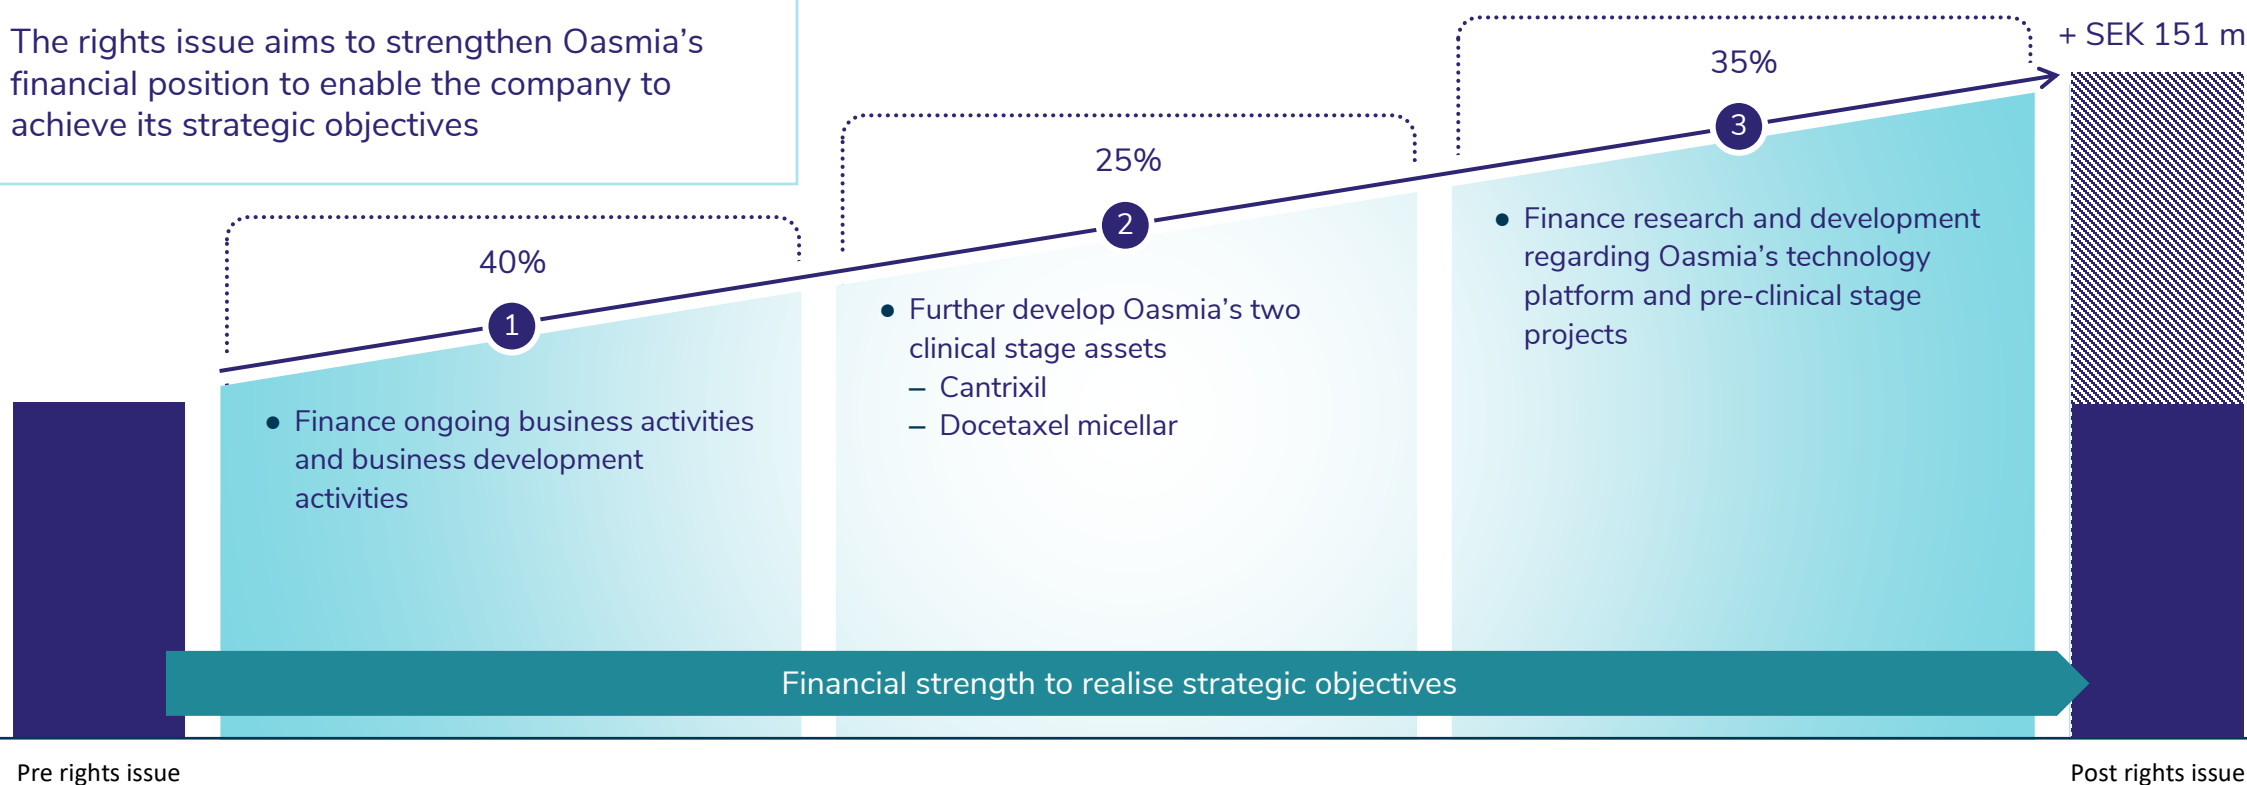 The rights issue aims to strengthen Oasmia’s
financial position to enable the company to
achieve its strategic objectives
40%
1
● Finance ongoing business activities
and business development
activities
25%
2
● Further develop Oasmia’s two
clinical stage assets
– Cantrixil
– Docetaxel micellar
35%
3
● Finance research and development
regarding Oasmia’s technology
platform and pre-clinical stage
projects
+ SEK 151 m
Financial strength to realise strategic objectives
Pre rights issue
Post rights issue